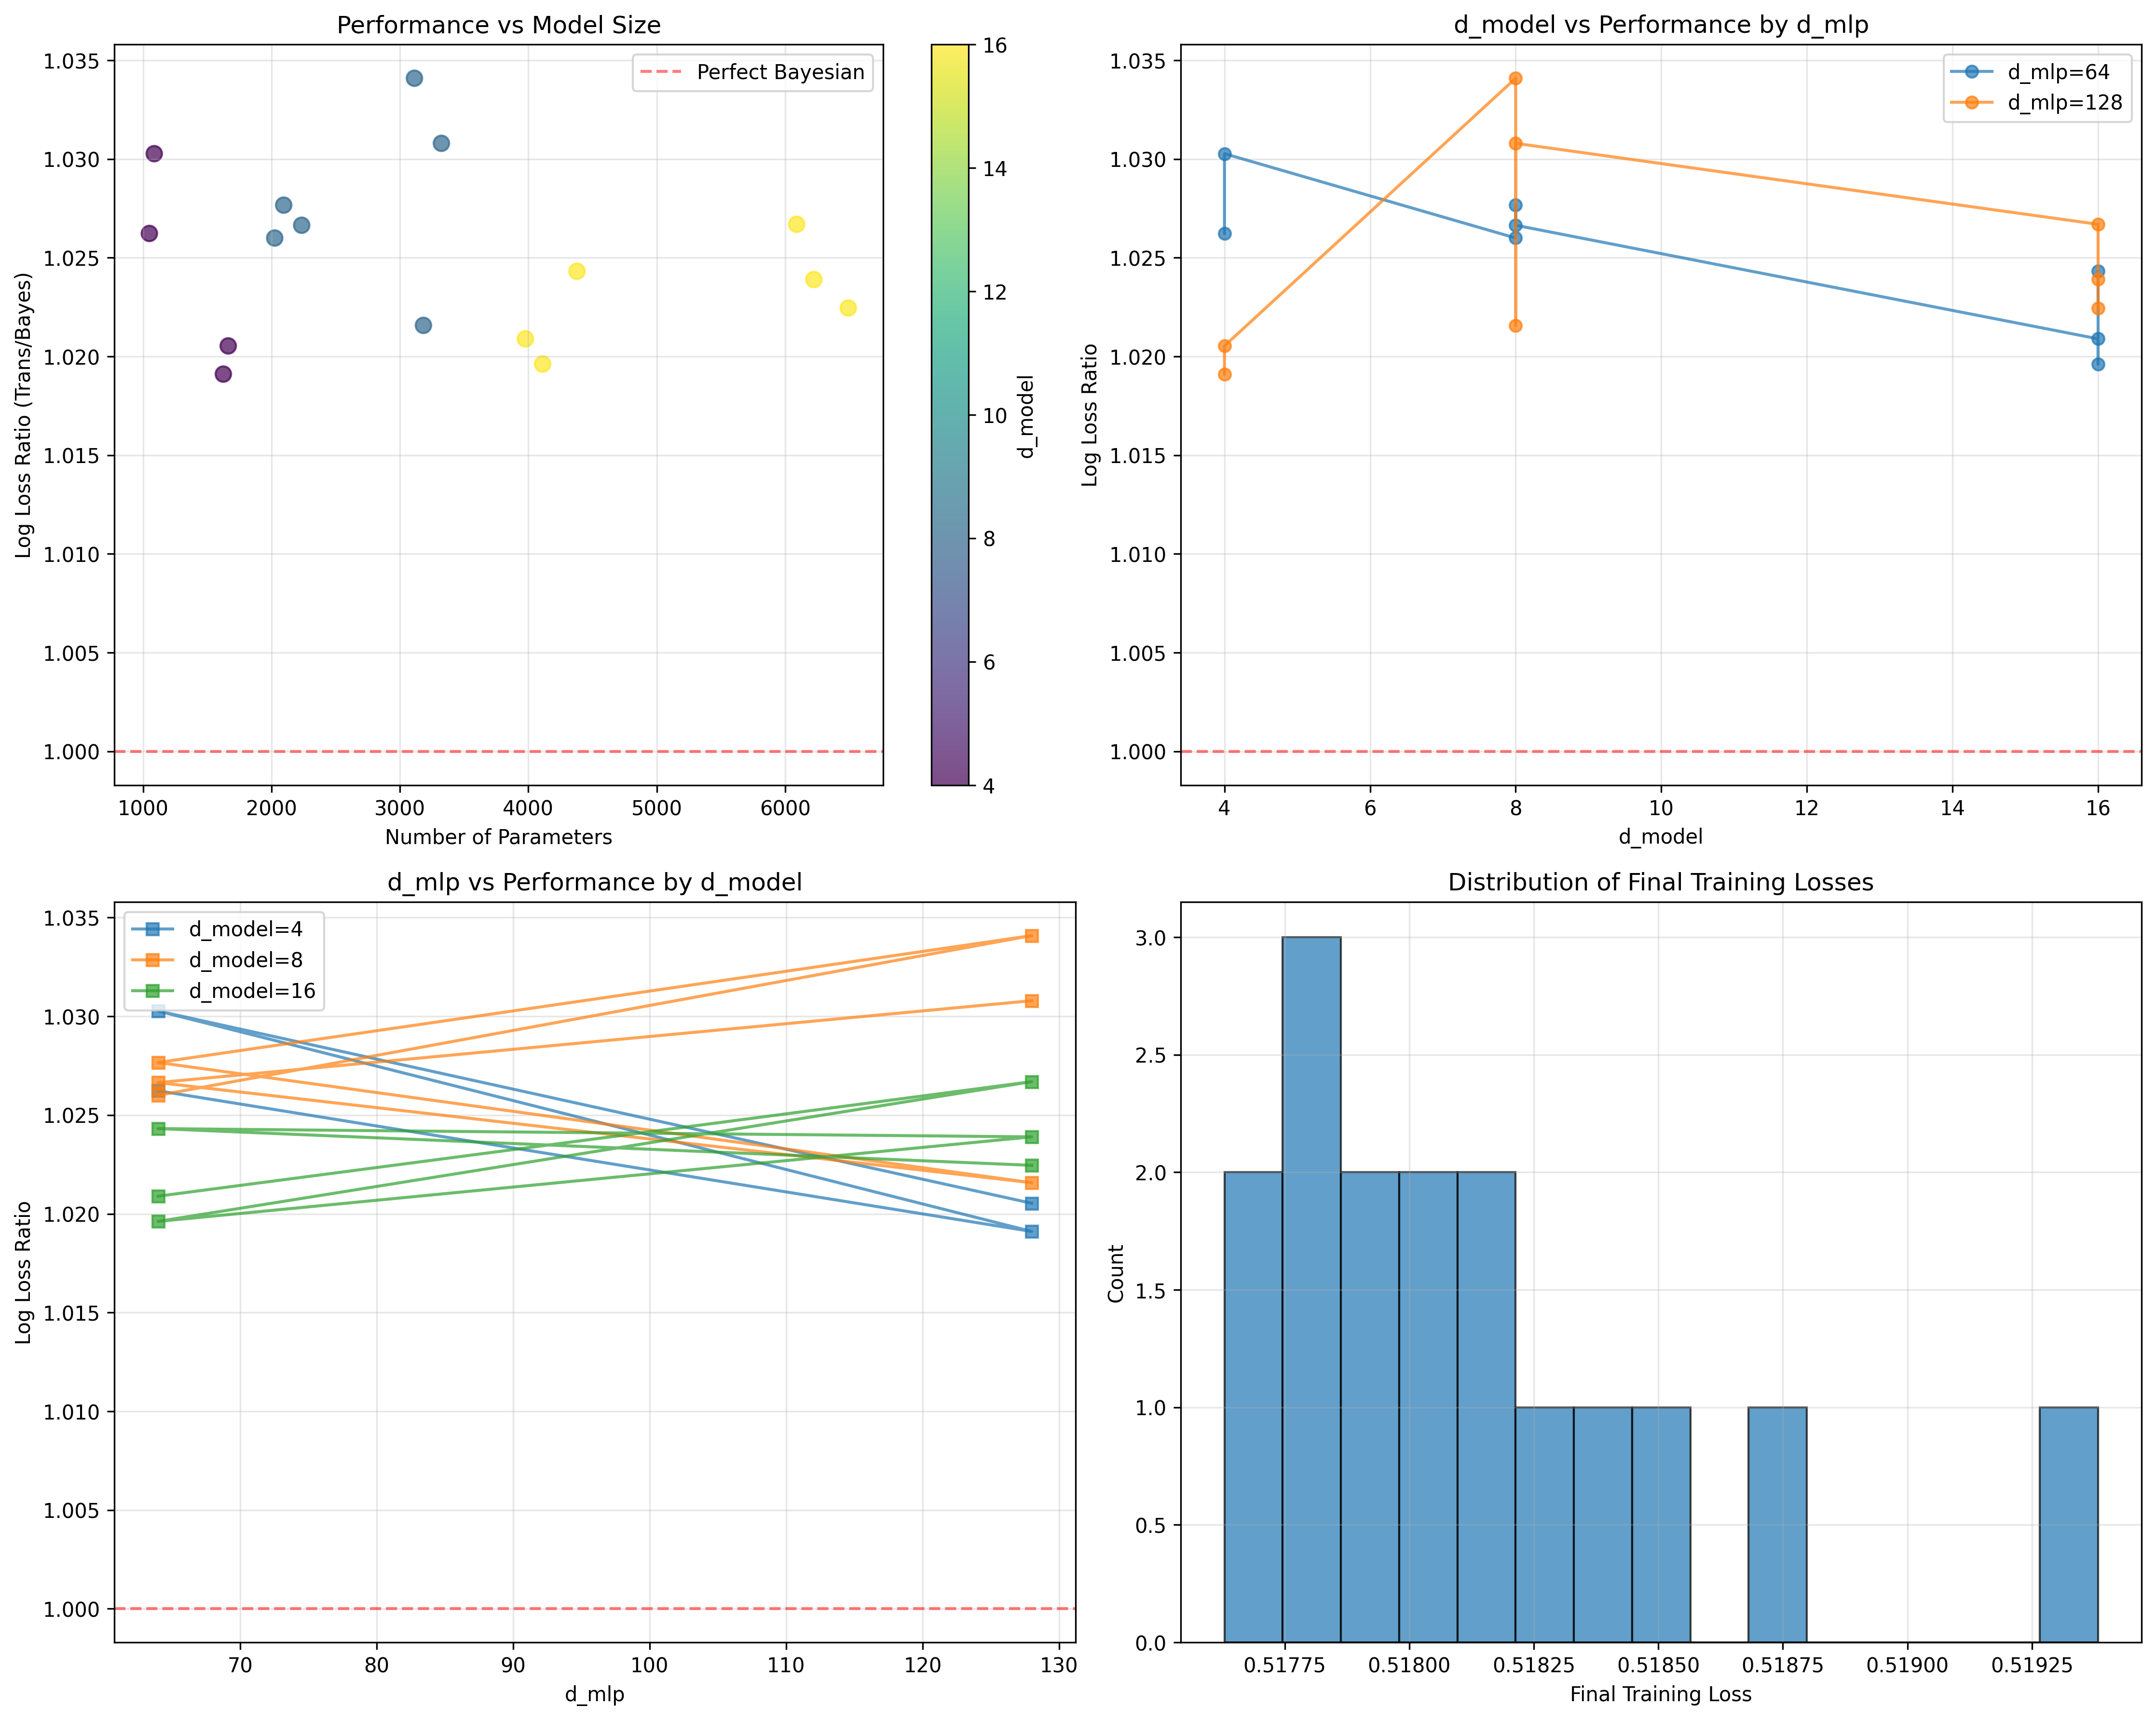 Performance vs Model Size
1.035
1.030
1.025
1.020
1.015
1.010
1.005
1.000
Log Loss Ratio (Trans/Bayes)
Perfect Bayesian
1000 2000 3000 4000 5000 6000
Number of Parameters
16
14
12
10
8
6
4
d_model
d_model vs Performance by d_mlp
1.035
1.030
1.025
1.020
1.015
1.010
1.005
1.000
Log Loss Ratio
d_mlp=64
d_mlp=128
4 6 8 10 12 14 16
d_model
d_mlp vs Performance by d_model
1.035
1.030
1.025
1.020
1.015
1.010
1.005
1.000
Log Loss Ratio
d_model=4
d_model=8
d_model=16
70 80 90 100 110 120 130
d_mlp
Distribution of Final Training Losses
3.0
2.5
2.0
1.5
1.0
0.5
0.0
Count
0.51775 0.51800 0.51825 0.51850 0.51875 0.51900 0.51925
Final Training Loss